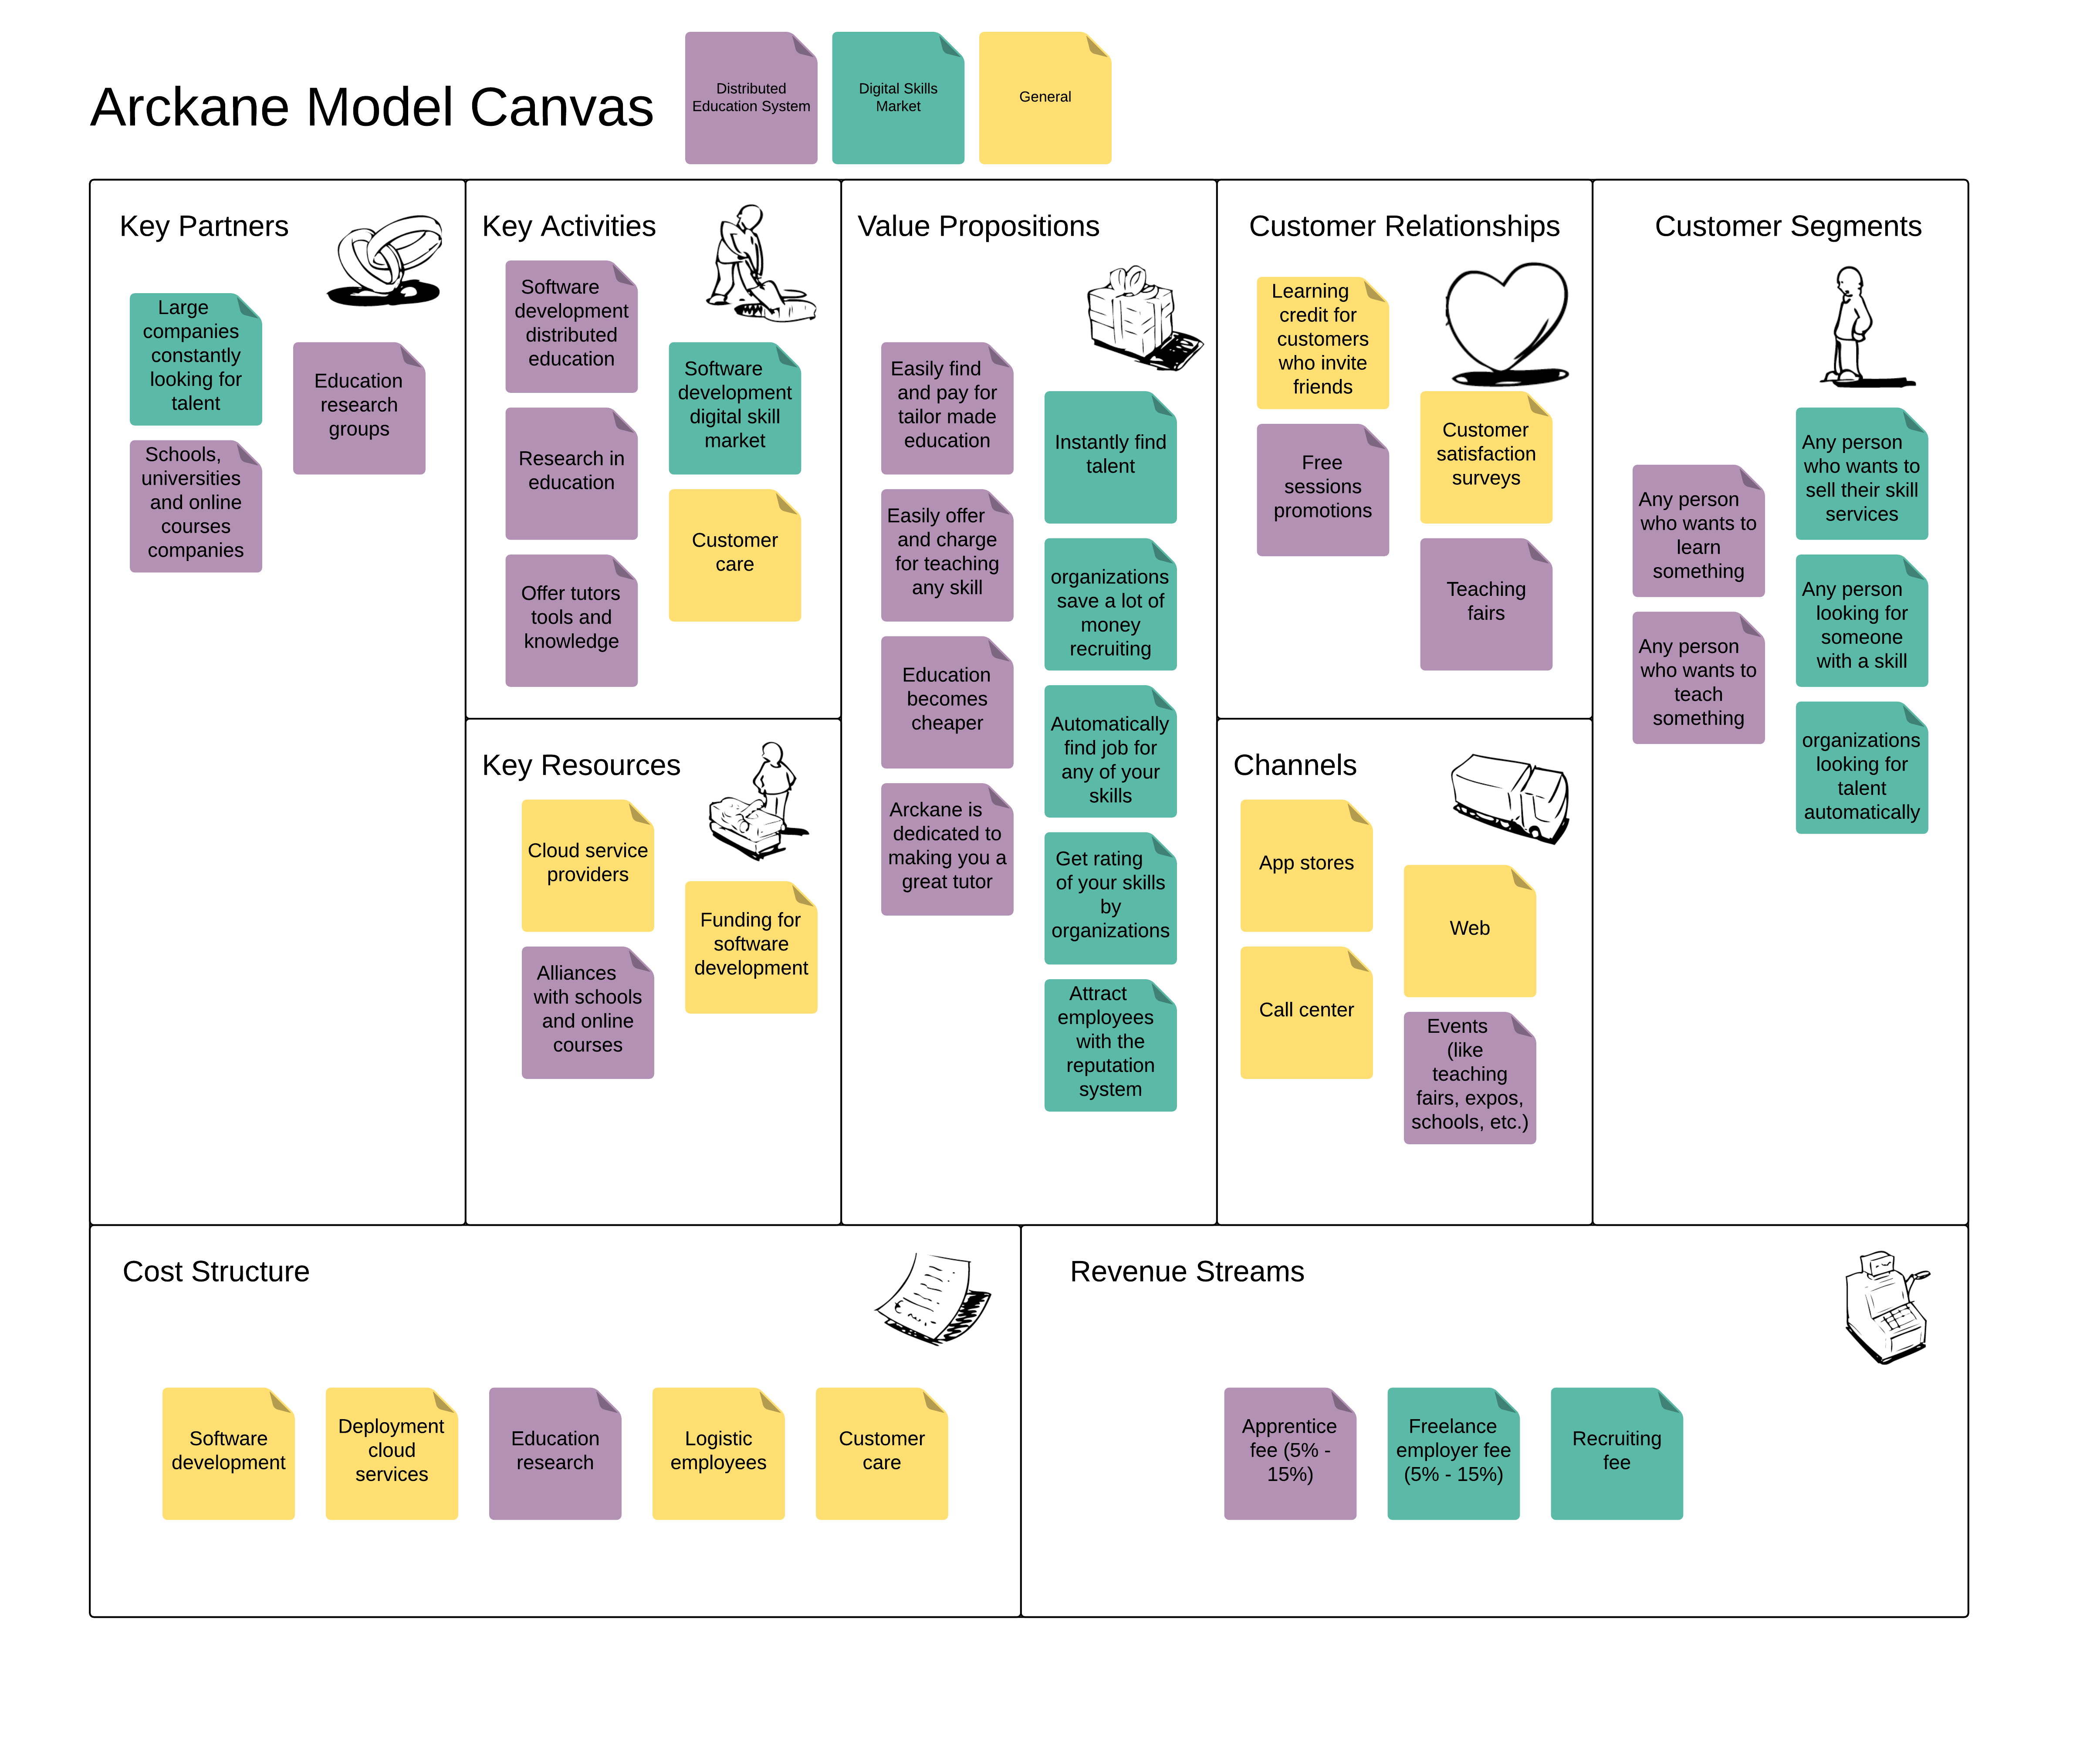 Arckane Model Canvas
Distributed
Education System
Digital Skills
Market
General
Key Partners
Large
companies
constantly
looking for
talent
Education
research
groups
Schools,
universities
and online
courses
companies
Key Activities
Software
development
distributed
education
Software
development
digital skill
market
Research in
education
Customer
care
Offer tutors
tools and
knowledge
Key Resources
Cloud service
providers
Funding for
software
development
Alliances
with schools
and online
courses
Value Propositions
Easily find
and pay for
tailor made
education
Easily offer
and charge
for teaching
any skill
Education
becomes
cheaper
Arckane is
dedicated to
making you a
great tutor
Instantly find
talent
organizations
save a lot of
money
recruiting
Automatically
find job for
any of your
skills
Get rating
of your skills
by
organizations
Attract
employees
with the
reputation
system
Customer Relationships
Learning
credit for
customers
who invite
friends
Customer
satisfaction
surveys
Free
sessions
promotions
Teaching
fairs
Channels
App stores
Web
Call center
Events
(like
teaching
fairs, expos,
schools, etc.)
Customer Segments
Any person
who wants to
learn
something
Any person
who wants to
teach
something
Any person
who wants to
sell their skill
services
Any person
looking for
someone
with a skill
organizations
looking for
talent
automatically
Cost Structure
Software
development
Deployment
cloud
services
Education
research
Logistic
employees
Customer
care
Revenue Streams
Apprentice
fee (5% -
15%)
Freelance
employer fee
(5% - 15%)
Recruiting
fee